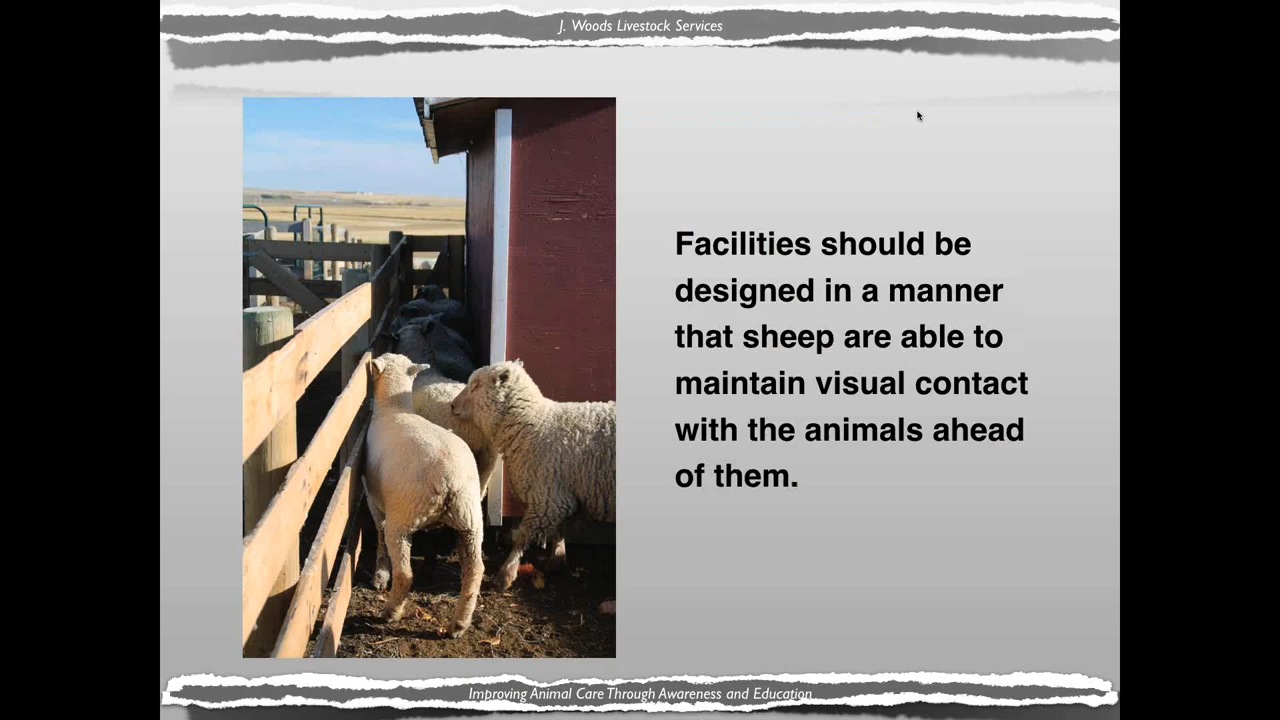 J. Woods Livestock Services
Facilities should be
designed in a manner
that sheep are able to
maintain visual contact
with the animals ahead
of them.
Improving Animal Care Through Awareness and Education